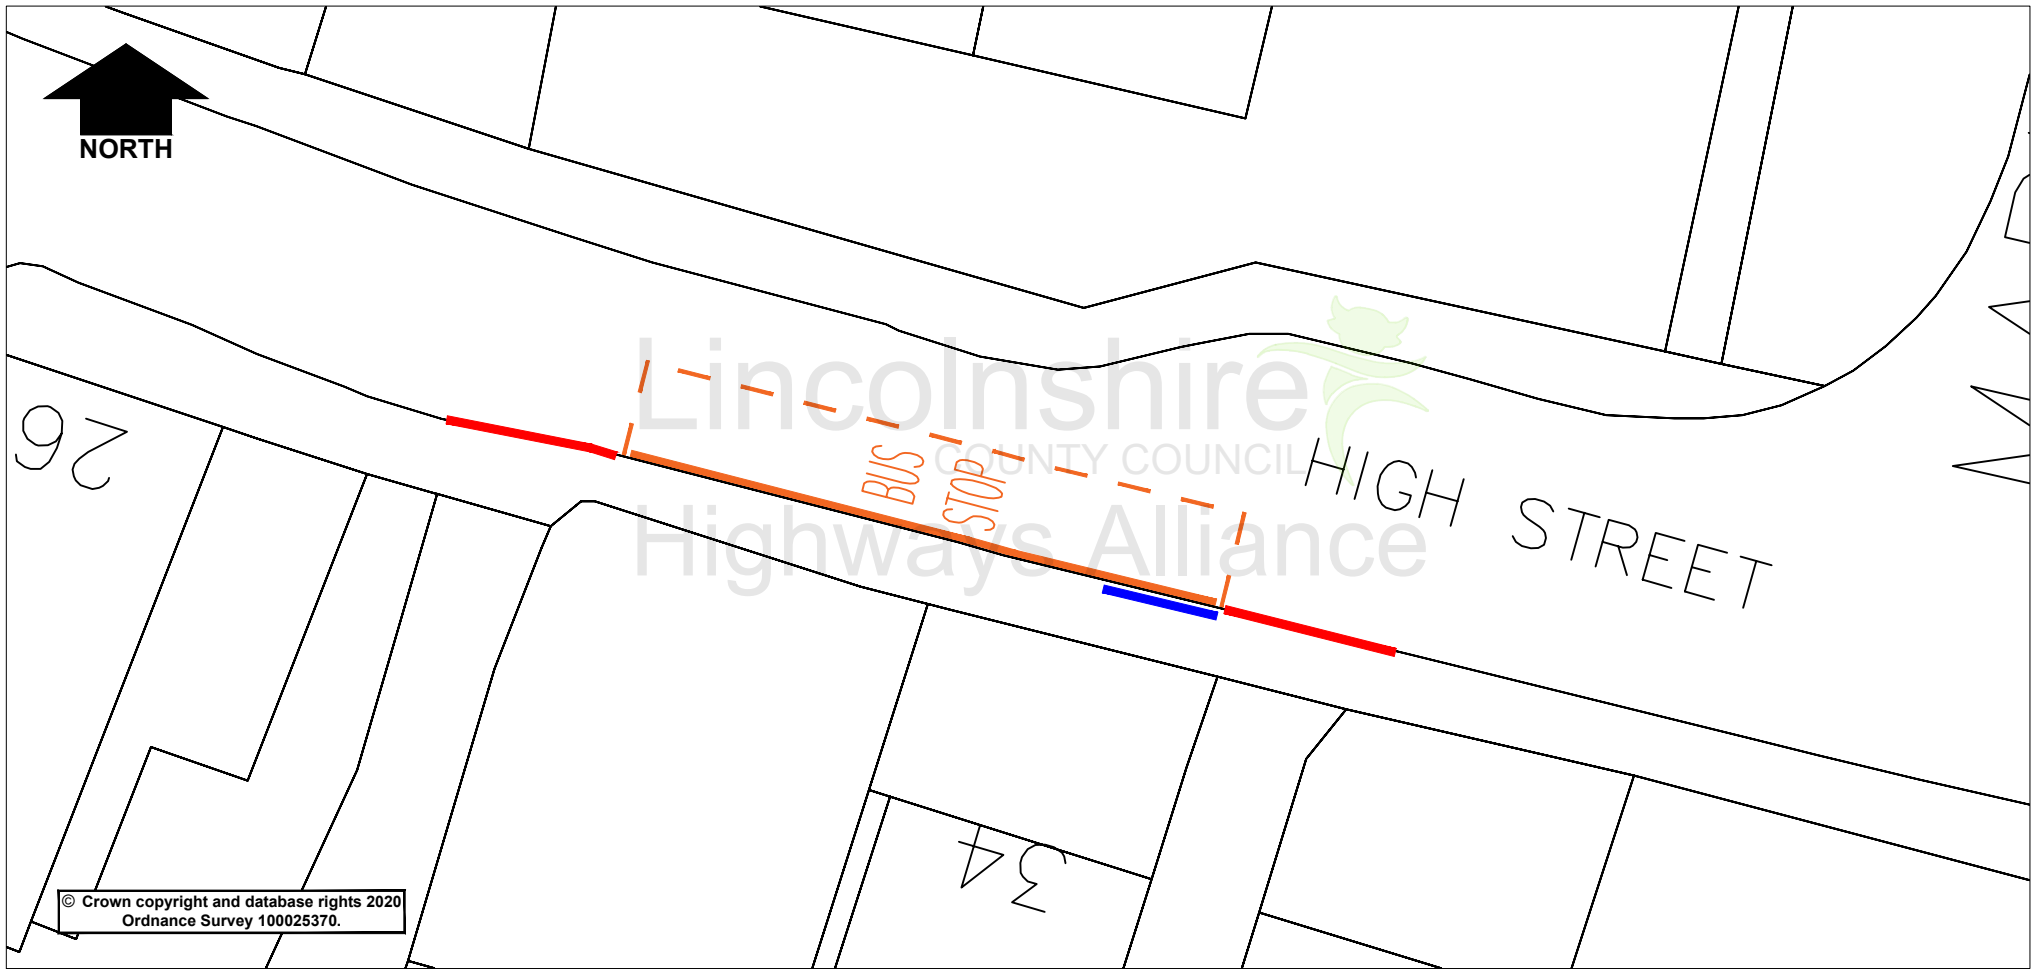 NORTH
Lincolnshire
COUNTY COUNCIL
Highways Alliance
BUS
STOP
HIGH STREET
26
34
© Crown copyright and database rights 2020
Ordnance Survey 100025370.